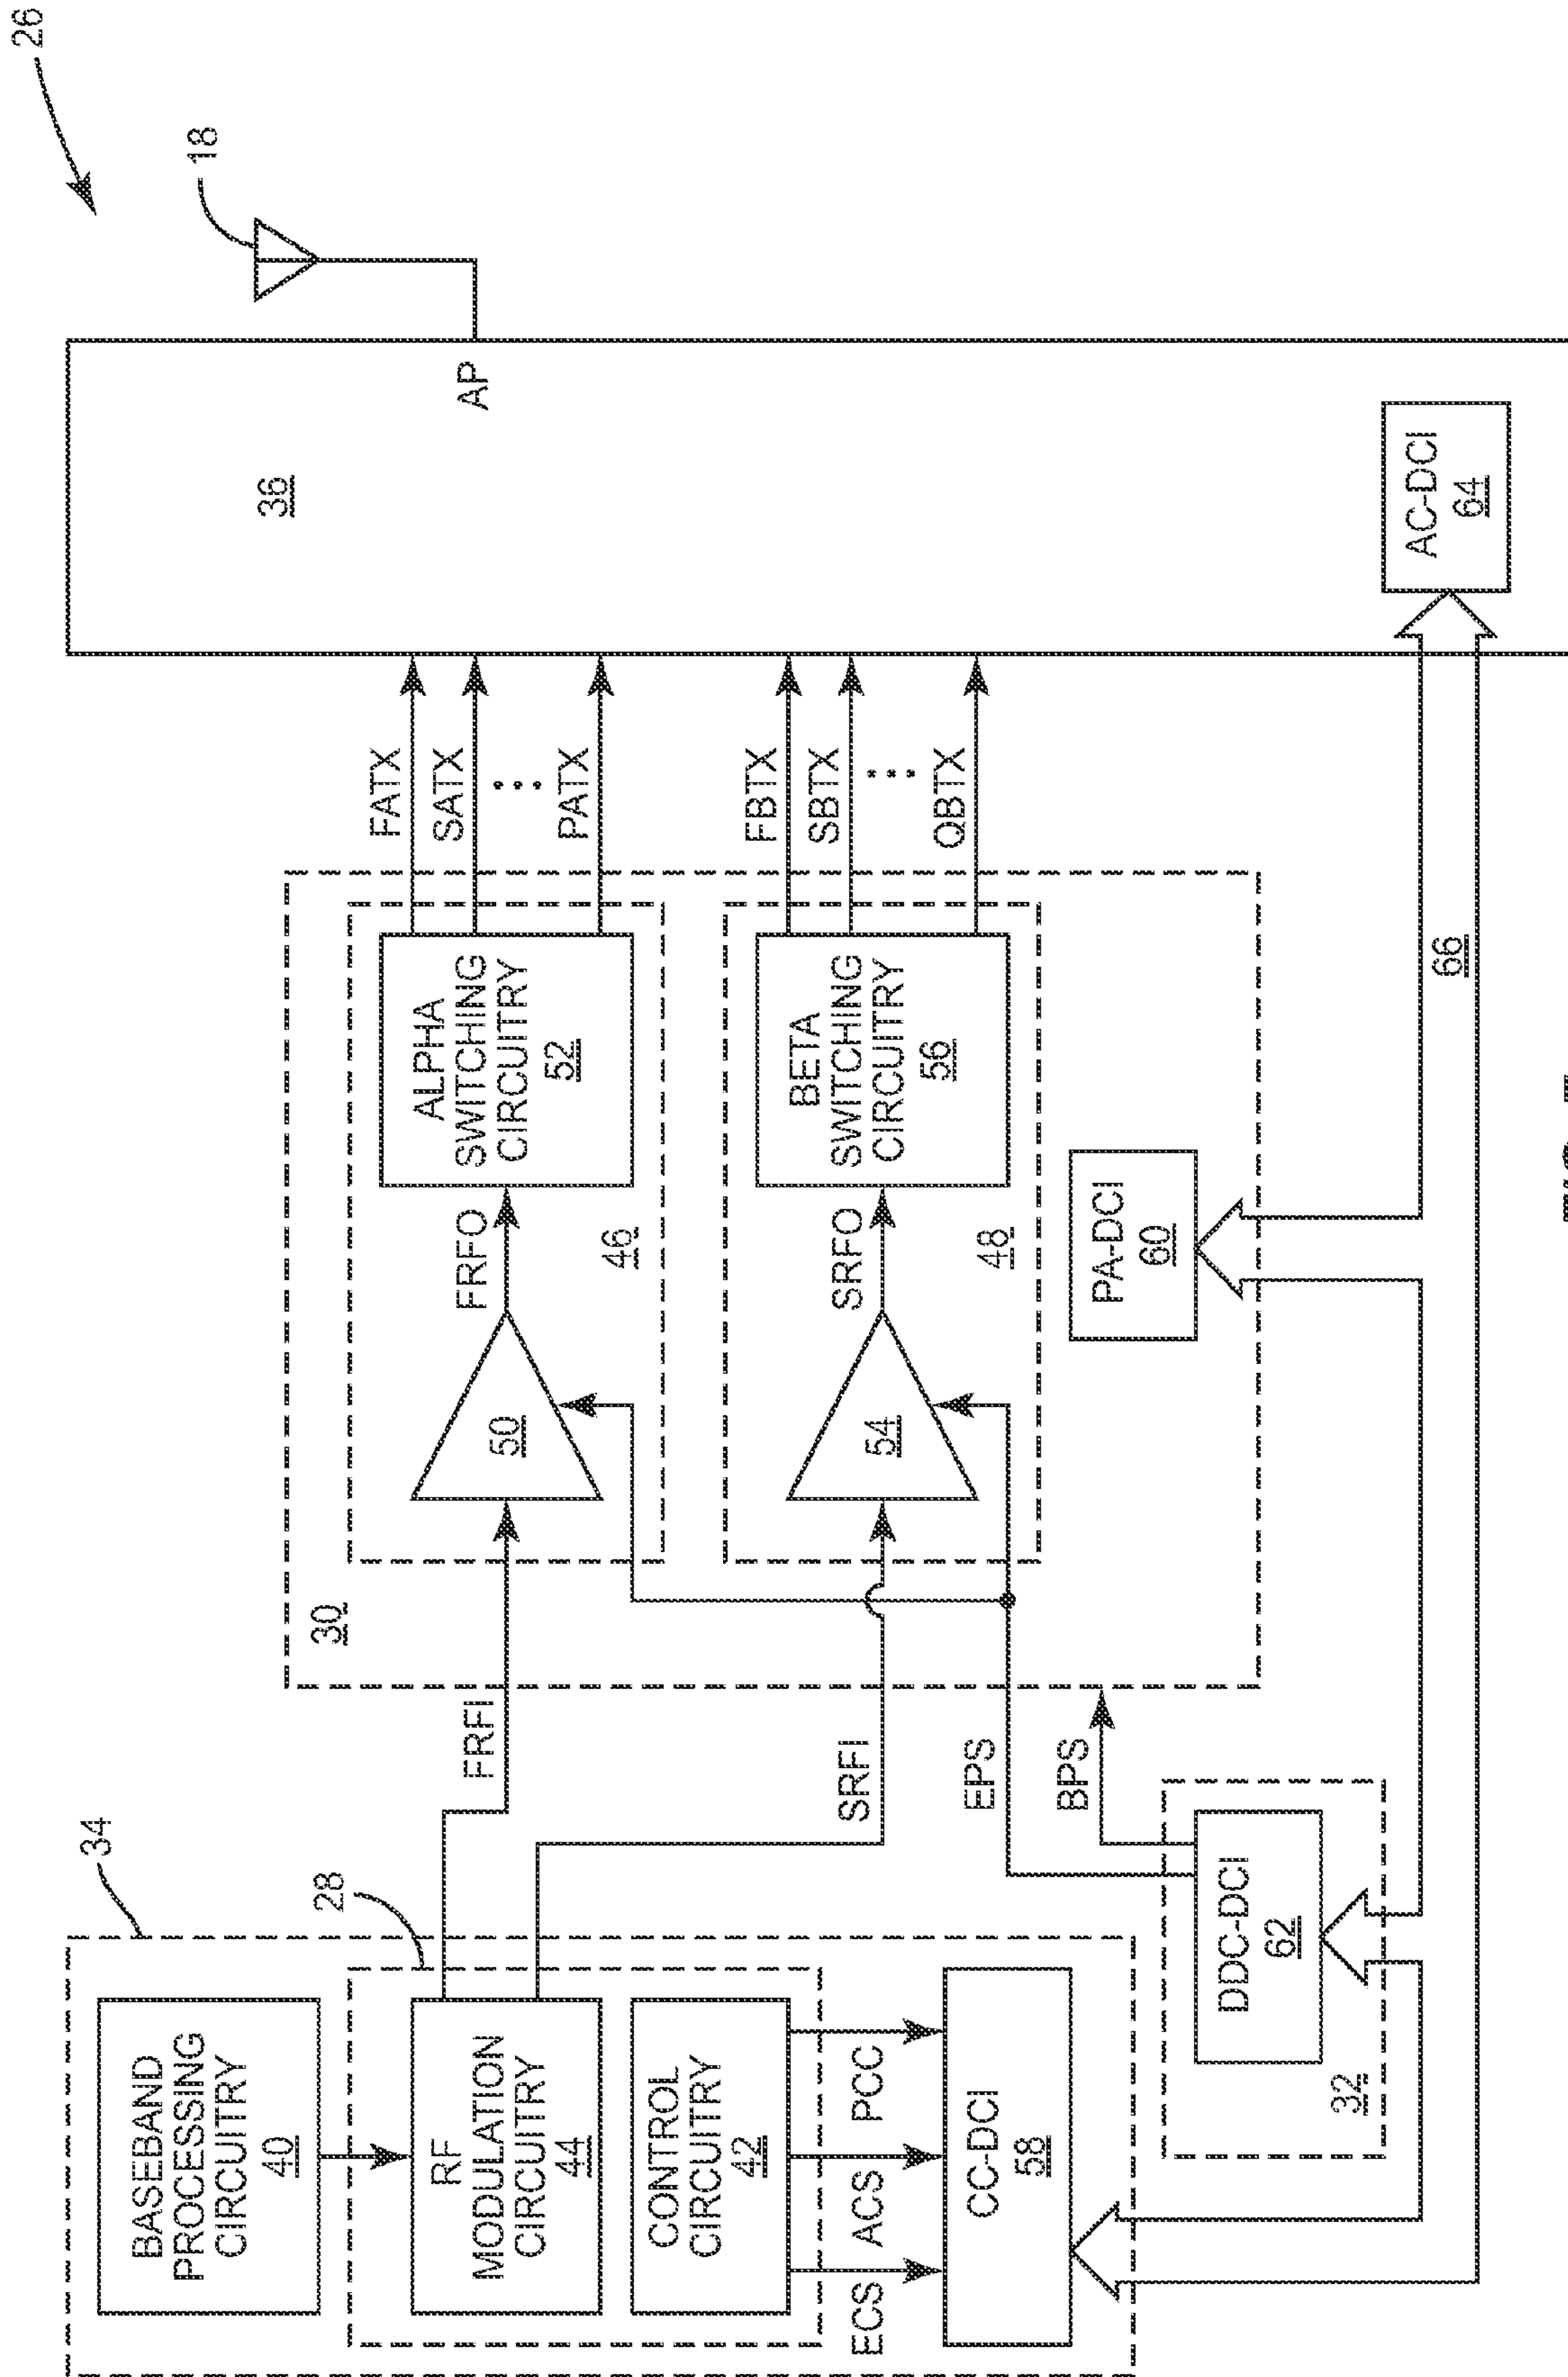 26
34
BASEBAND
PROCESSING
CIRCUITRY
40
28
RF
MODULATION
CIRCUITRY
44
CONTROL
CIRCUITRY
42
ECS
ACS
PCC
CC-DCI
58
FRFI
SRFI
EPS
BPS
DDC-DCI
62
32
30
50
FRFO
ALPHA
SWITCHING
CIRCUITRY
52
46
54
SRFO
BETA
SWITCHING
CIRCUITRY
56
48
PA-DCI
60
FATX
SATX
PATX
FBTX
SBTX
QBTX
36
AP
18
AC-DCI
64
66